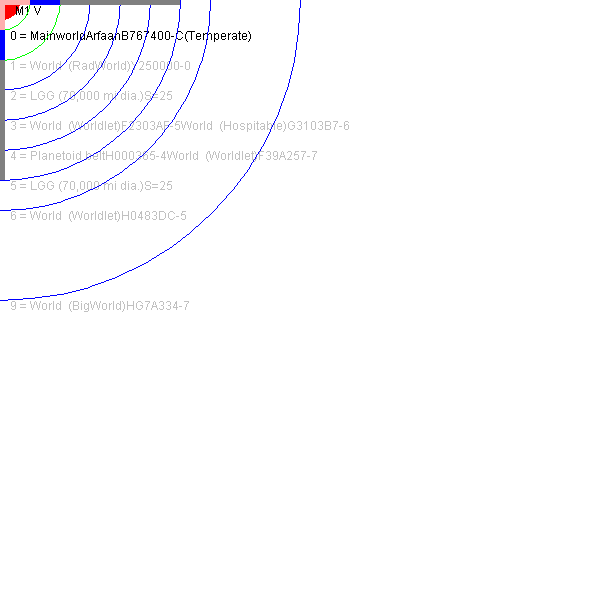 M1 V
0 = MainworldArfaanB767400-C(Temperate)
1 = World (RadWorld)Y250000-0
2 = LGG (70,000 mi dia.)S=25
3 = World (Worldlet)F2303AF-5World (Hospitable)G3103B7-6
4 = Planetoid beltH000265-4World (Worldlet)F39A257-7
5 = LGG (70,000 mi dia.)S=25
6 = World (Worldlet)H0483DC-5
9 = World (BigWorld)HG7A334-7